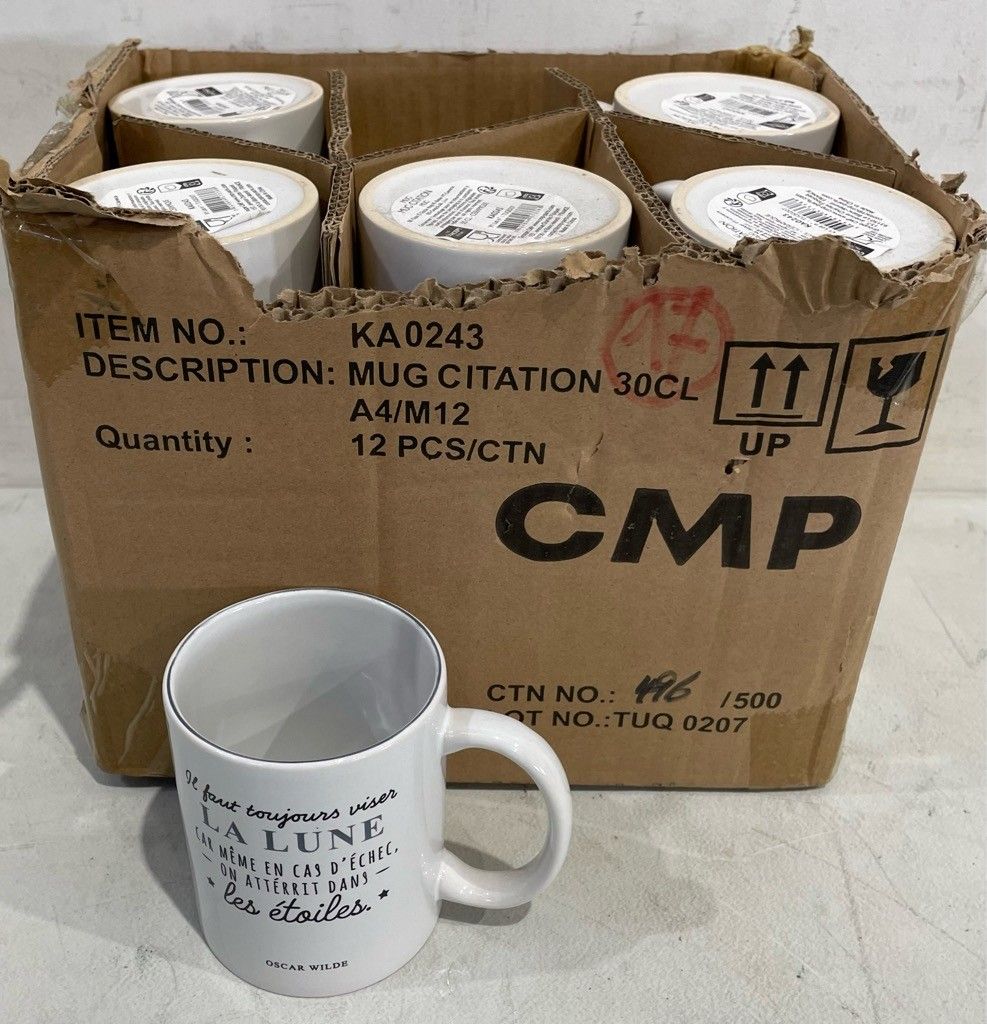 ITEM NO.: KA0243
DESCRIPTION: MUG CITATION 30CL
A4/M12
Quantity : 12 PCS/CTN
17
UP
CMP
CTN NO.: 496 /500
OT NO.:TUQ 0207
Il faut toujours viser
LA LUNE
CAR MÊME EN CAS D'ÉCHEC,
ON ATTÉRRIT DANS
les étoiles.
OSCAR WILDE